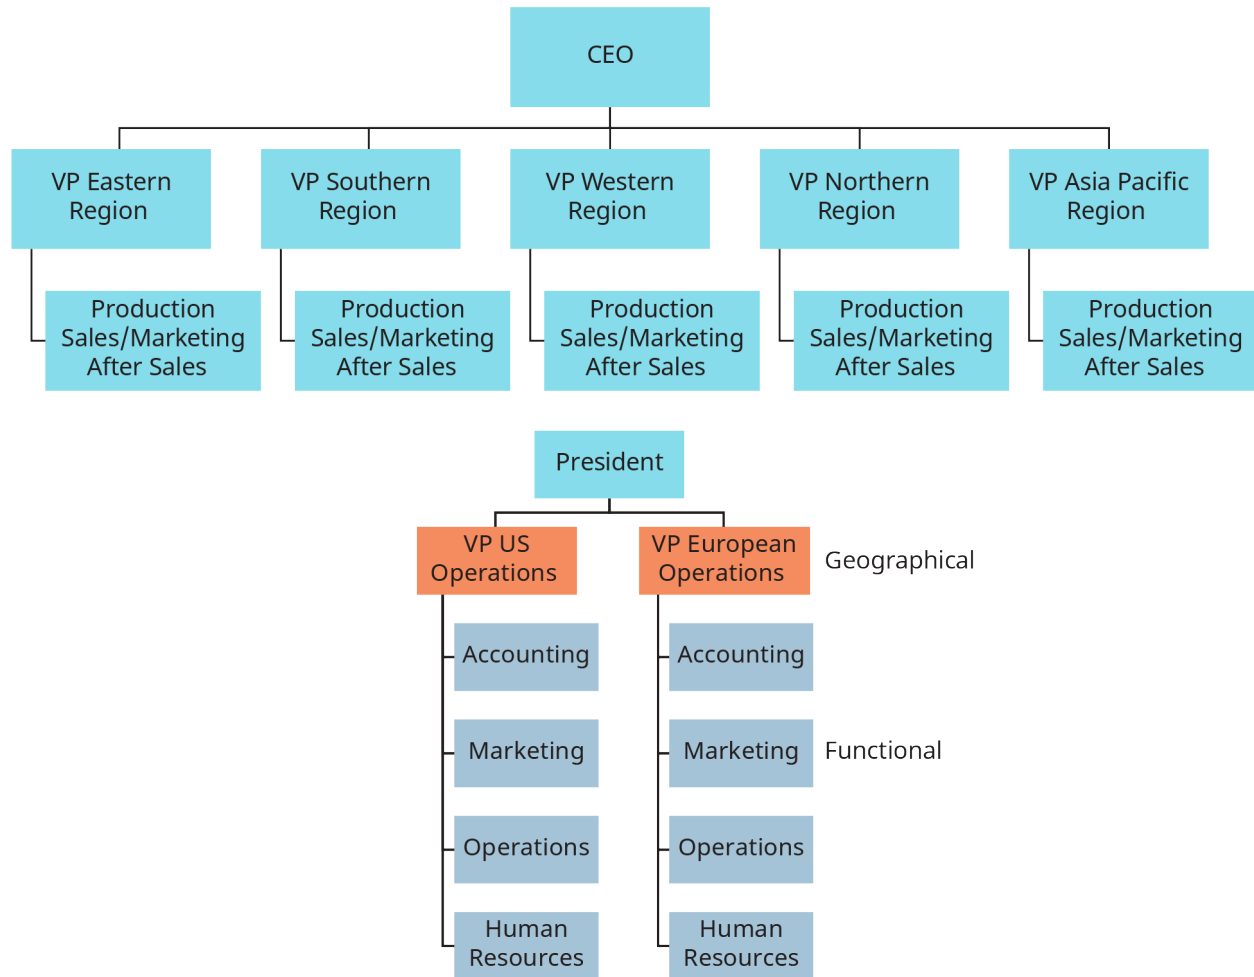 CEO
VP Eastern
Region
VP Southern
Region
VP Western
Region
VP Northern
Region
VP Asia Pacific
Region
Production
Sales/Marketing
After Sales
Production
Sales/Marketing
After Sales
Production
Sales/Marketing
After Sales
Production
Sales/Marketing
After Sales
Production
Sales/Marketing
After Sales
President
VP US
Operations
VP European
Operations
Geographical
Accounting
Accounting
Marketing
Marketing
Functional
Operations
Operations
Human
Resources
Human
Resources